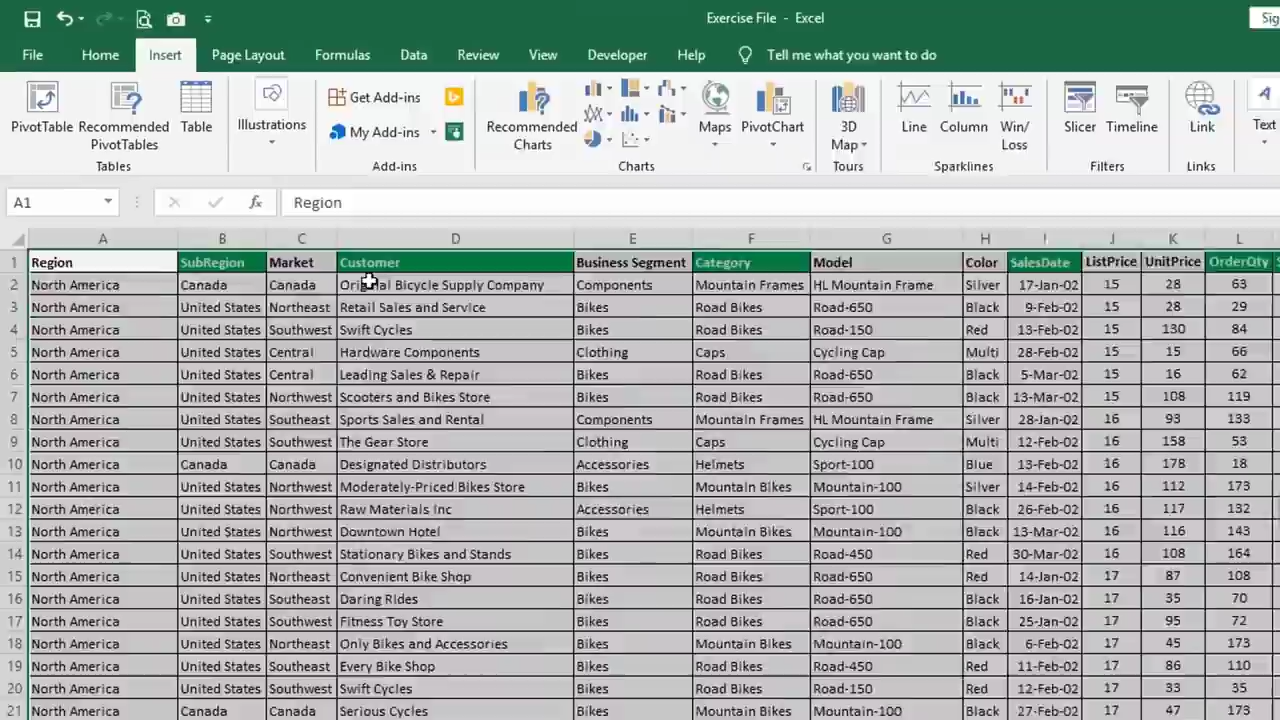 Exercise File - Excel
Sig
File Home Insert Page Layout Formulas Data Review View Developer Help Tell me what you want to do
PivotTable Recommended PivotTables Table Illustrations Get Add-ins My Add-ins Recommended Charts Maps PivotChart 3D Map Line Column Win/Loss Slicer Timeline Link Text
Tables Add-ins Charts Tours Sparklines Filters Links
A1 fx Region
A B C D E F G H I J K L
1 Region SubRegion Market Customer Business Segment Category Model Color SalesDate ListPrice UnitPrice OrderQty S
2 North America Canada Canada Original Bicycle Supply Company Components Mountain Frames HL Mountain Frame Silver 17-Jan-02 15 28 63
3 North America United States Northeast Retail Sales and Service Bikes Road Bikes Road-650 Black 9-Feb-02 15 28 29
4 North America United States Southwest Swift Cycles Bikes Road Bikes Road-150 Red 13-Feb-02 15 130 84
5 North America United States Central Hardware Components Clothing Caps Cycling Cap Multi 28-Feb-02 15 15 66
6 North America United States Central Leading Sales & Repair Bikes Road Bikes Road-650 Black 5-Mar-02 15 16 62
7 North America United States Northwest Scooters and Bikes Store Bikes Road Bikes Road-650 Black 13-Mar-02 15 108 119
8 North America United States Southeast Sports Sales and Rental Components Mountain Frames HL Mountain Frame Silver 28-Jan-02 16 93 133
9 North America United States Southwest The Gear Store Clothing Caps Cycling Cap Multi 12-Feb-02 16 158 53
10 North America Canada Canada Designated Distributors Accessories Helmets Sport-100 Blue 13-Feb-02 16 178 18
11 North America United States Northwest Moderately-Priced Bikes Store Bikes Mountain Bikes Mountain-100 Silver 14-Feb-02 16 112 173
12 North America United States Northwest Raw Materials Inc Accessories Helmets Sport-100 Black 26-Feb-02 16 117 132
13 North America United States Northwest Downtown Hotel Bikes Mountain Bikes Mountain-100 Black 13-Mar-02 16 116 143
14 North America United States Southwest Stationary Bikes and Stands Bikes Road Bikes Road-450 Red 30-Mar-02 16 108 164
15 North America United States Northeast Convenient Bike Shop Bikes Road Bikes Road-650 Red 14-Jan-02 17 87 108
16 North America United States Southeast Daring Rides Bikes Road Bikes Road-650 Black 16-Jan-02 17 35 70
17 North America United States Southeast Fitness Toy Store Bikes Road Bikes Road-650 Black 25-Jan-02 17 95 72
18 North America United States Northeast Only Bikes and Accessories Bikes Mountain Bikes Mountain-100 Black 6-Feb-02 17 45 173
19 North America United States Southeast Every Bike Shop Bikes Road Bikes Road-450 Red 11-Feb-02 17 86 110
20 North America United States Southwest Swift Cycles Bikes Road Bikes Road-150 Red 12-Feb-02 17 33 35
21 North America Canada Canada Serious Cycles Bikes Mountain Bikes Mountain-100 Black 27-Feb-02 17 47 173